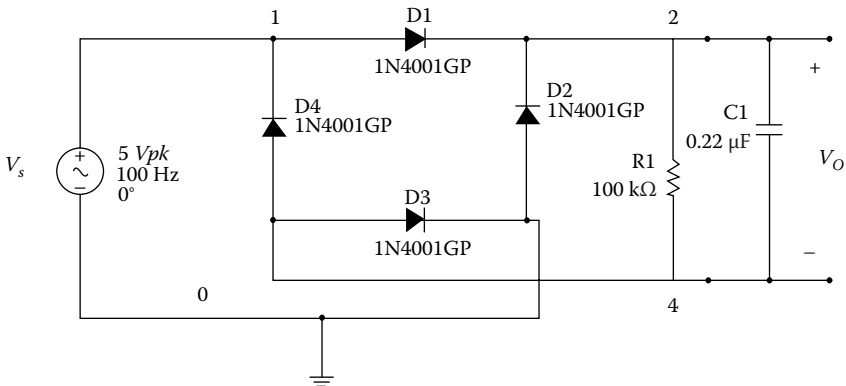 1
D1
2
1N4001GP
+
D4
1N4001GP
D2
1N4001GP
C1
0.22 µF
V_s
+
−
5 Vpk
100 Hz
0°
R1
100 kΩ
V_O
D3
1N4001GP
−
0
4